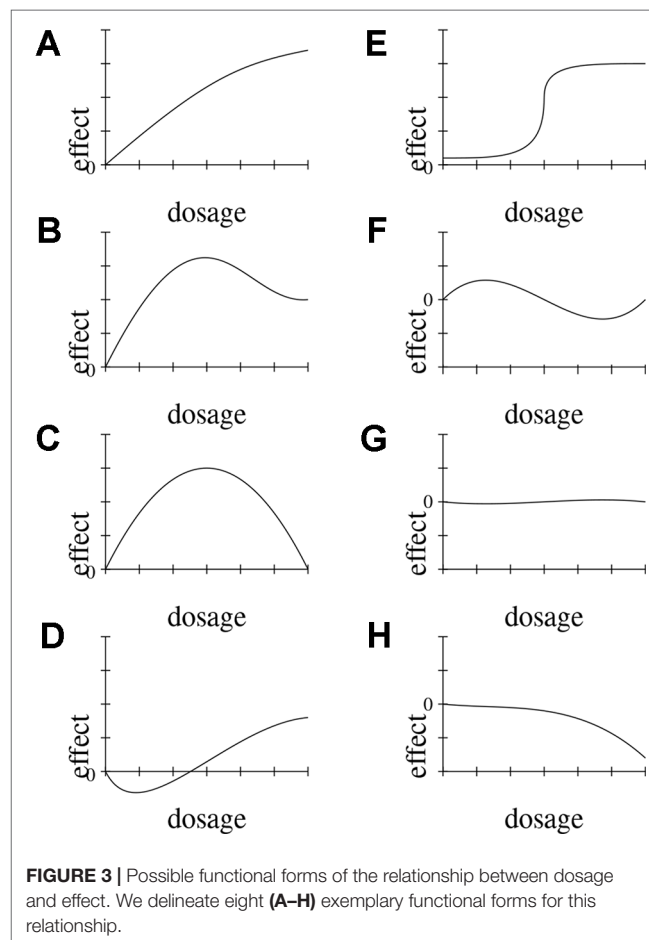 A
effect
0
dosage
B
effect
0
dosage
C
effect
0
dosage
D
effect
0
dosage
E
effect
0
dosage
F
effect
0
dosage
G
effect
0
dosage
H
effect
0
dosage
FIGURE 3 | Possible functional forms of the relationship between dosage
and effect. We delineate eight (A–H) exemplary functional forms for this
relationship.